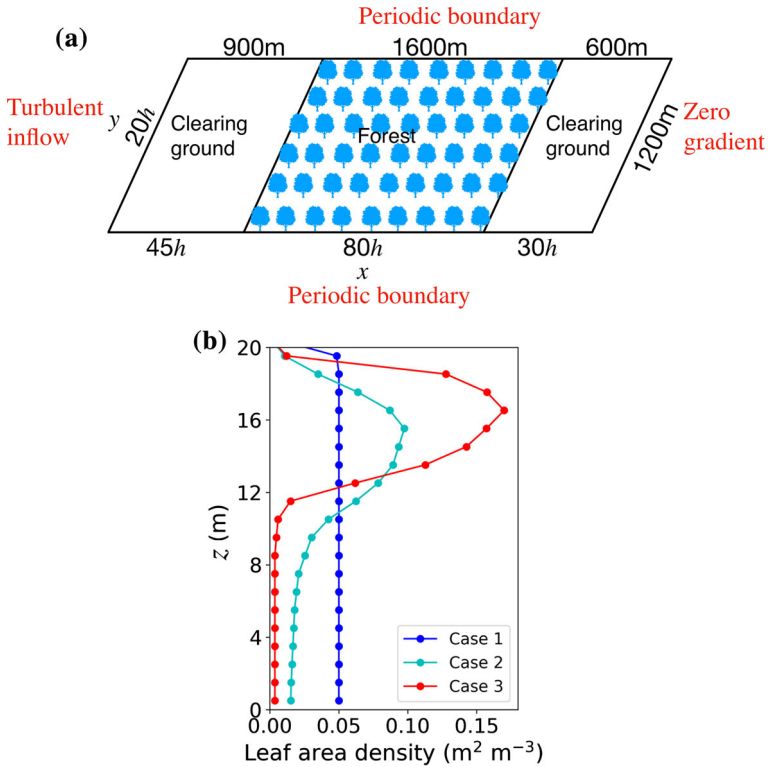 Periodic boundary
(a)
900m 1600m 600m
Turbulent inflow
y
20h
Clearing ground
Forest
Clearing ground
1200m
Zero gradient
45h 80h 30h
x
Periodic boundary
(b)
20
16
12
8
4
0
z (m)
Case 1
Case 2
Case 3
0.00 0.05 0.10 0.15
Leaf area density (m² m⁻³)